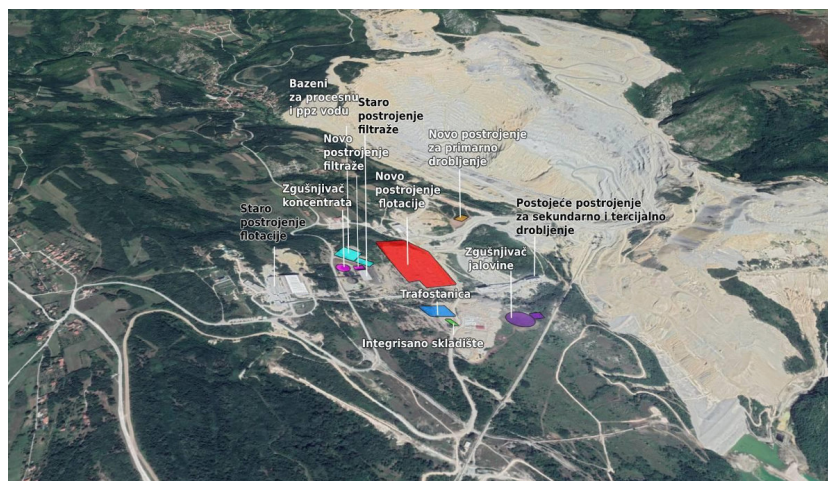 Bazeni
za procesnu
i ppz vodu
Staro
postrojenje
filtraže
Novo
postrojenje
filtraže
Novo postrojenje
za primarno
drobljenje
Zgušnjivač
koncentrata
Novo
postrojenje
flotacije
Staro
postrojenje
flotacije
Postojeće postrojenje
za sekundarno i tercijalno
drobljenje
Zgušnjivač
jalovine
Trafostanica
Integrisano skladište